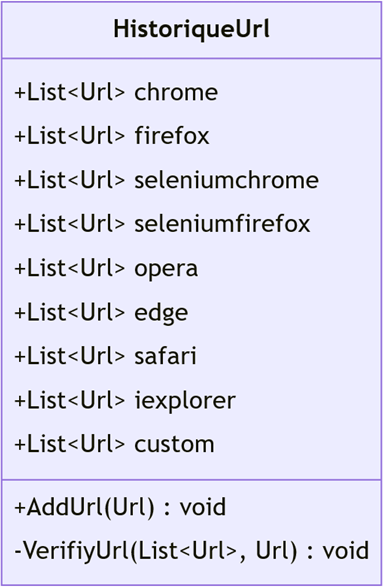 HistoriqueUrl
+List<Url> chrome
+List<Url> firefox
+List<Url> seleniumchrome
+List<Url> seleniumfirefox
+List<Url> opera
+List<Url> edge
+List<Url> safari
+List<Url> iexplorer
+List<Url> custom
+AddUrl(Url) : void
-VerifiyUrl(List<Url>, Url) : void